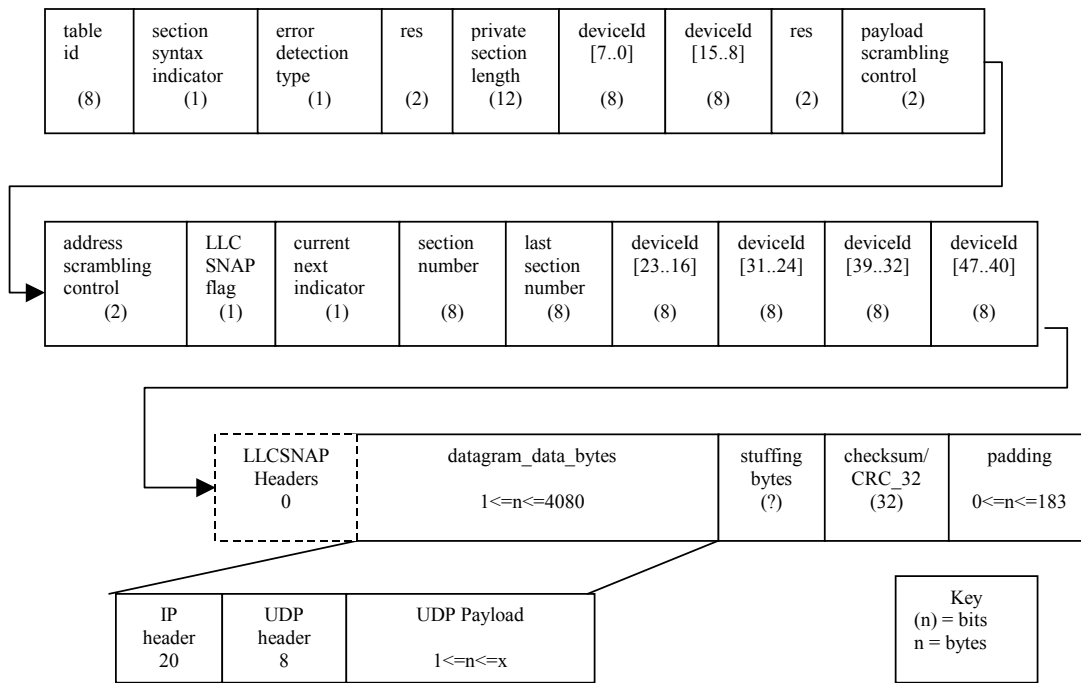 table
id
(8)
section
syntax
indicator
(1)
error
detection
type
(1)
res
(2)
private
section
length
(12)
deviceId
[7..0]
(8)
deviceId
[15..8]
(8)
res
(2)
payload
scrambling
control
(2)
address
scrambling
control
(2)
LLC
SNAP
flag
(1)
current
next
indicator
(1)
section
number
(8)
last
section
number
(8)
deviceId
[23..16]
(8)
deviceId
[31..24]
(8)
deviceId
[39..32]
(8)
deviceId
[47..40]
(8)
LLCSNAP
Headers
0
datagram_data_bytes
1<=n<=4080
stuffing
bytes
(?)
checksum/
CRC_32
(32)
padding
0<=n<=183
IP
header
20
UDP
header
8
UDP Payload
1<=n<=x
Key
(n) = bits
n = bytes